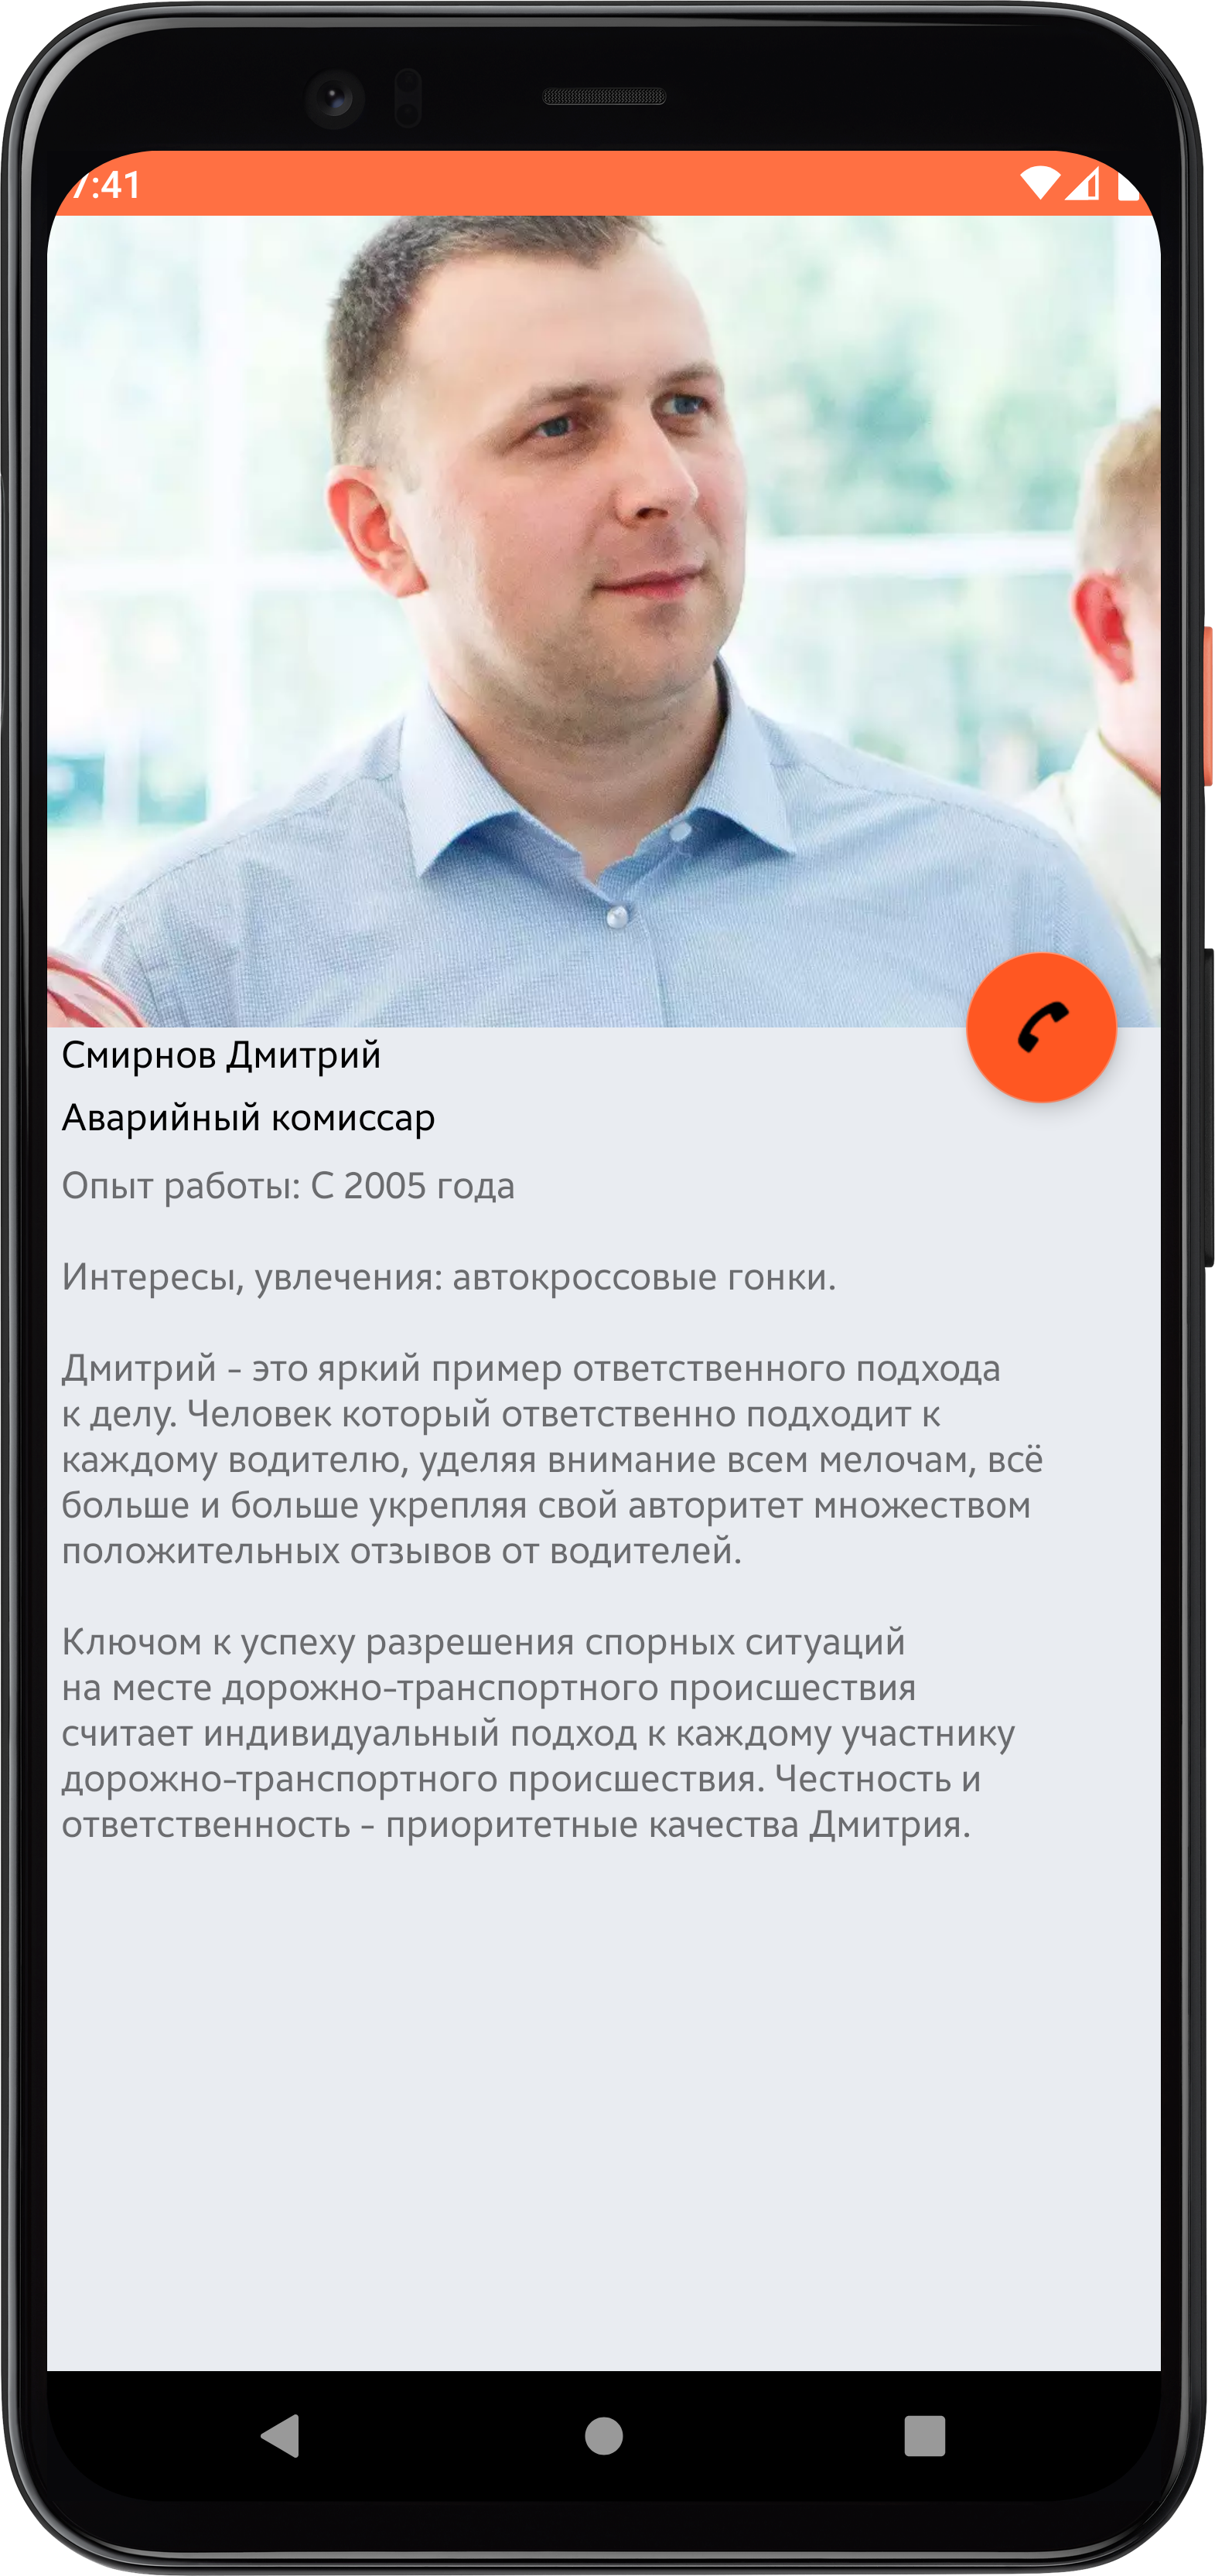 7:41
Смирнов Дмитрий
Аварийный комиссар
Опыт работы: С 2005 года
Интересы, увлечения: автокроссовые гонки.
Дмитрий - это яркий пример ответственного подхода
к делу. Человек который ответственно подходит к
каждому водителю, уделяя внимание всем мелочам, всё
больше и больше укрепляя свой авторитет множеством
положительных отзывов от водителей.
Ключом к успеху разрешения спорных ситуаций
на месте дорожно-транспортного происшествия
считает индивидуальный подход к каждому участнику
дорожно-транспортного происшествия. Честность и
ответственность - приоритетные качества Дмитрия.